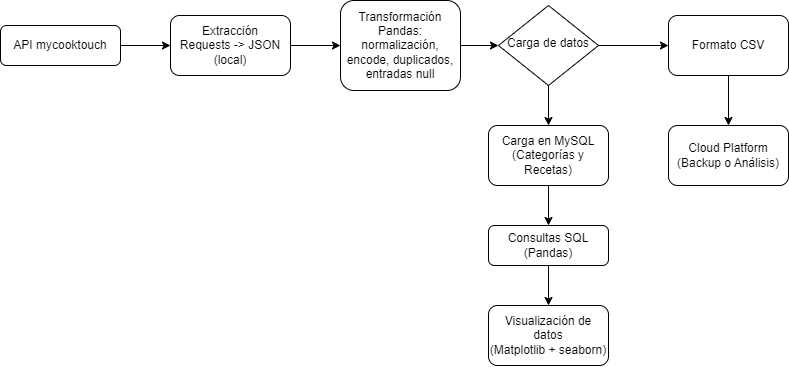 API mycooktouch
Extracción
Requests -> JSON
(local)
Transformación
Pandas:
normalización,
encode, duplicados,
entradas null
Carga de datos
Formato CSV
Carga en MySQL
(Categorías y
Recetas)
Cloud Platform
(Backup o Análisis)
Consultas SQL
(Pandas)
Visualización de
datos
(Matplotlib + seaborn)